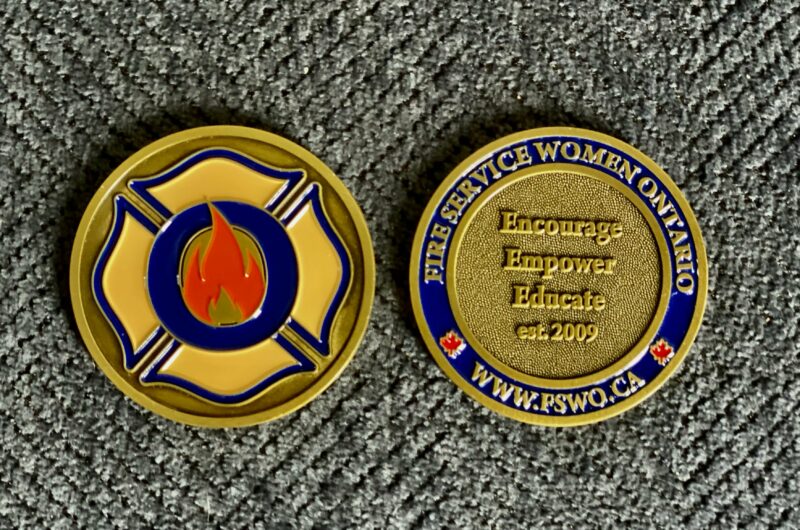 FIRE SERVICE WOMEN ONTARIO
Encourage
Empower
Educate
est. 2009
WWW.FSWO.CA